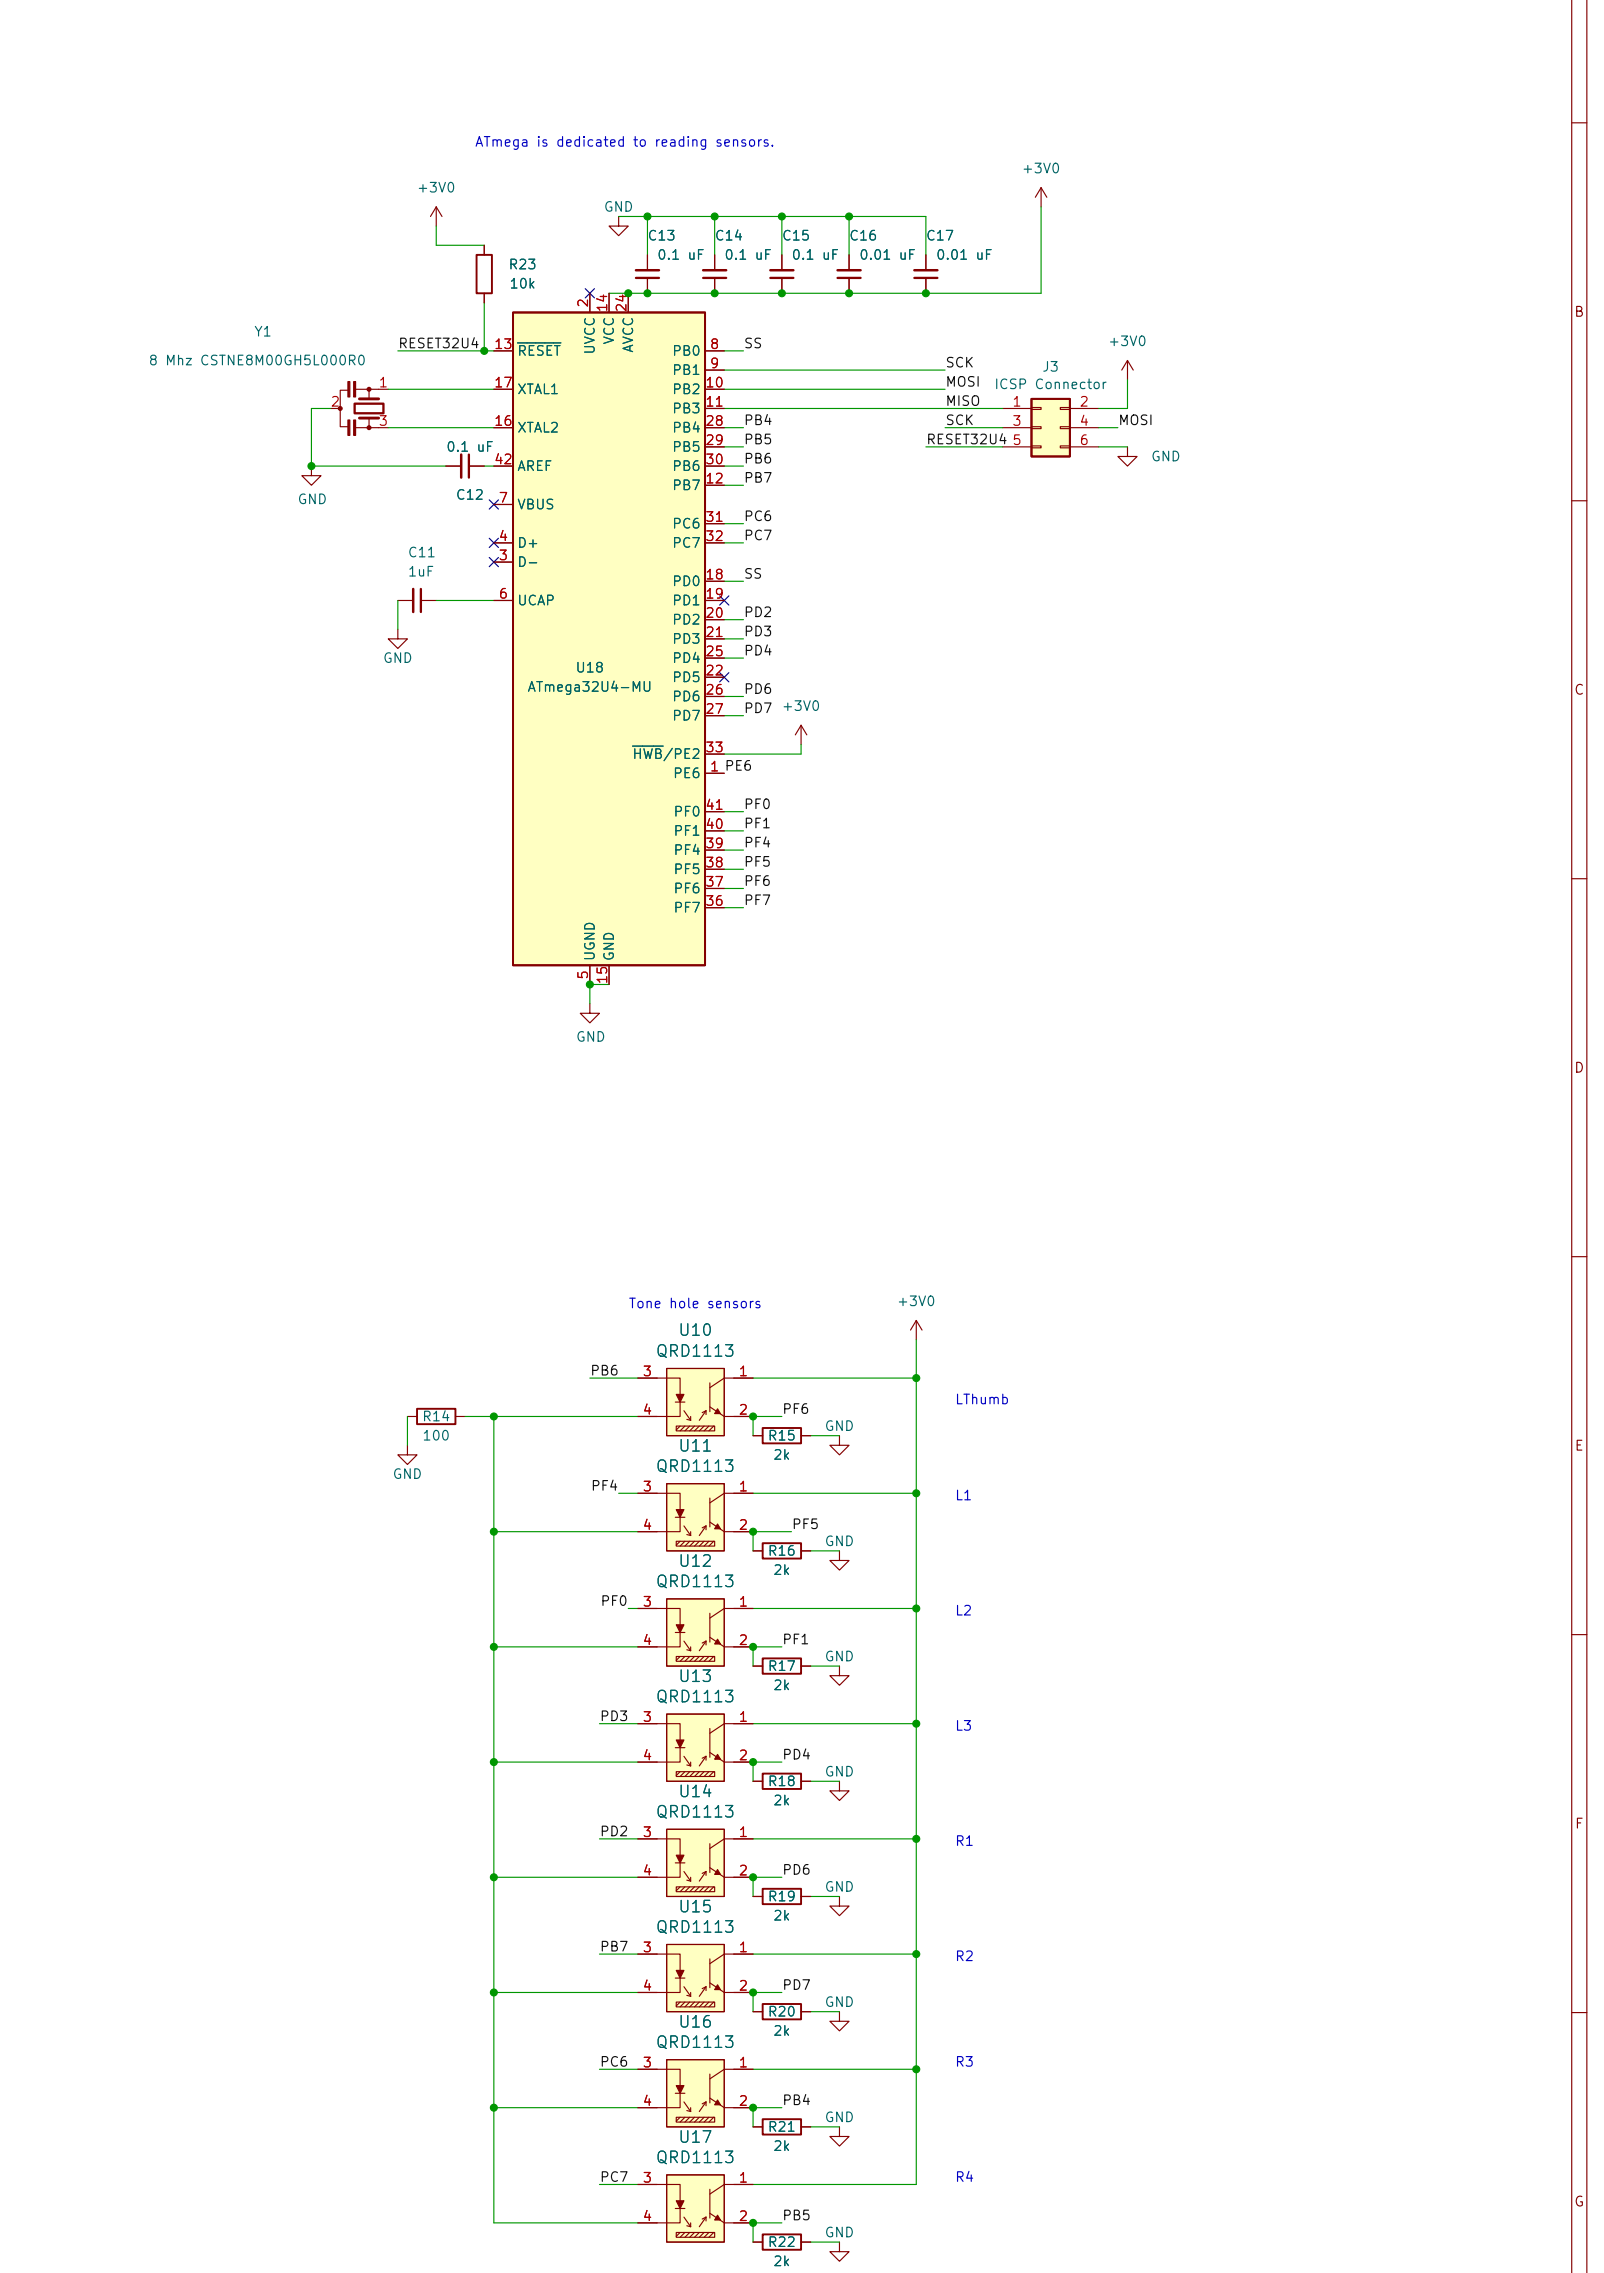 ATmega is dedicated to reading sensors.
+3V0
+3V0
GND
C13
C14
C15
C16
C17
0.1 uF
0.1 uF
0.1 uF
0.01 uF
0.01 uF
R23
10k
B
Y1
8 Mhz CSTNE8M00GH5L000R0
RESET32U4
1
2
3
GND
0.1 uF
C12
C11
1uF
GND
2
14
24
UVCC
VCC
AVCC
13 RESET
17 XTAL1
16 XTAL2
42 AREF
7 VBUS
4 D+
3 D-
6 UCAP
U18
ATmega32U4-MU
PB0 8 SS
PB1 9 SCK
PB2 10 MOSI
PB3 11 MISO
PB4 28 PB4
PB5 29 PB5
PB6 30 PB6
PB7 12 PB7
PC6 31 PC6
PC7 32 PC7
PD0 18 SS
PD1 19
PD2 20 PD2
PD3 21 PD3
PD4 25 PD4
PD5 22
PD6 26 PD6
PD7 27 PD7
+3V0
HWB/PE2 33
PE6 1 PE6
PF0 41 PF0
PF1 40 PF1
PF4 39 PF4
PF5 38 PF5
PF6 37 PF6
PF7 36 PF7
UGND
GND
5
15
GND
+3V0
J3
ICSP Connector
1 2
SCK 3 4 MOSI
RESET32U4 5 6
GND
C
D
Tone hole sensors
+3V0
U10
QRD1113
PB6 3 1
LThumb
R14
100
GND
4 2 PF6
R15
2k
GND
E
U11
QRD1113
PF4 3 1
L1
4 2 PF5
R16
2k
GND
U12
QRD1113
PF0 3 1
L2
4 2 PF1
R17
2k
GND
U13
QRD1113
PD3 3 1
L3
4 2 PD4
R18
2k
GND
U14
QRD1113
PD2 3 1
R1
F
4 2 PD6
R19
2k
GND
U15
QRD1113
PB7 3 1
R2
4 2 PD7
R20
2k
GND
U16
QRD1113
PC6 3 1
R3
4 2 PB4
R21
2k
GND
U17
QRD1113
PC7 3 1
R4
G
4 2 PB5
R22
2k
GND